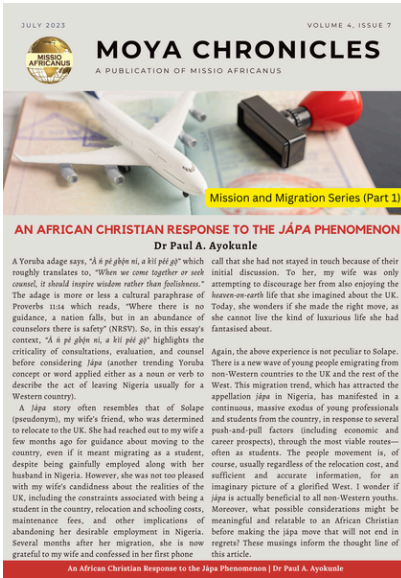 JULY 2023
VOLUME 4, ISSUE 7
MISSIO
AFRICANUS
MOYA CHRONICLES
A PUBLICATION OF MISSIO AFRICANUS
Mission and Migration Series (Part 1)
AN AFRICAN CHRISTIAN RESPONSE TO THE JÁPA PHENOMENON
Dr Paul A. Ayokunle
A Yoruba adage says, “À ń pé gbọ́n ni, a kìí péé gọ̀” which
roughly translates to, “When we come together or seek
counsel, it should inspire wisdom rather than foolishness.”
The adage is more or less a cultural paraphrase of
Proverbs 11:14 which reads, “Where there is no
guidance, a nation falls, but in an abundance of
counselors there is safety” (NRSV). So, in this essay's
context, “À ń pé gbọ́n ni, a kìí péé gọ̀” highlights the
criticality of consultations, evaluation, and counsel
before considering Jápa (another trending Yoruba
concept or word applied either as a noun or verb to
describe the act of leaving Nigeria usually for a
Western country).
A Jápa story often resembles that of Solape
(pseudonym), my wife's friend, who was determined
to relocate to the UK. She had reached out to my wife a
few months ago for guidance about moving to the
country, even if it meant migrating as a student,
despite being gainfully employed along with her
husband in Nigeria. However, she was not too pleased
with my wife's candidness about the realities of the
UK, including the constraints associated with being a
student in the country, relocation and schooling costs,
maintenance fees, and other implications of
abandoning her desirable employment in Nigeria.
Several months after her migration, she is now
grateful to my wife and confessed in her first phone
call that she had not stayed in touch because of their
initial discussion. To her, my wife was only
attempting to discourage her from also enjoying the
heaven-on-earth life that she imagined about the UK.
Today, she wonders if she made the right move, as
she cannot live the kind of luxurious life she had
fantasised about.
Again, the above experience is not peculiar to Solape.
There is a new wave of young people emigrating from
non-Western countries to the UK and the rest of the
West. This migration trend, which has attracted the
appellation jápa in Nigeria, has manifested in a
continuous, massive exodus of young professionals
and students from the country, in response to several
push-and-pull factors (including economic and
career prospects), through the most viable routes—
often as students. The people movement is, of
course, usually regardless of the relocation cost, and
sufficient and accurate information, for an
imaginary picture of a glorified West. I wonder if
jápa is actually beneficial to all non-Western youths.
Moreover, what possible considerations might be
meaningful and relatable to an African Christian
before making the jápa move that will not end in
regrets? These musings inform the thought line of
this article.
An African Christian Response to the Jápa Phenomenon | Dr Paul A. Ayokunle